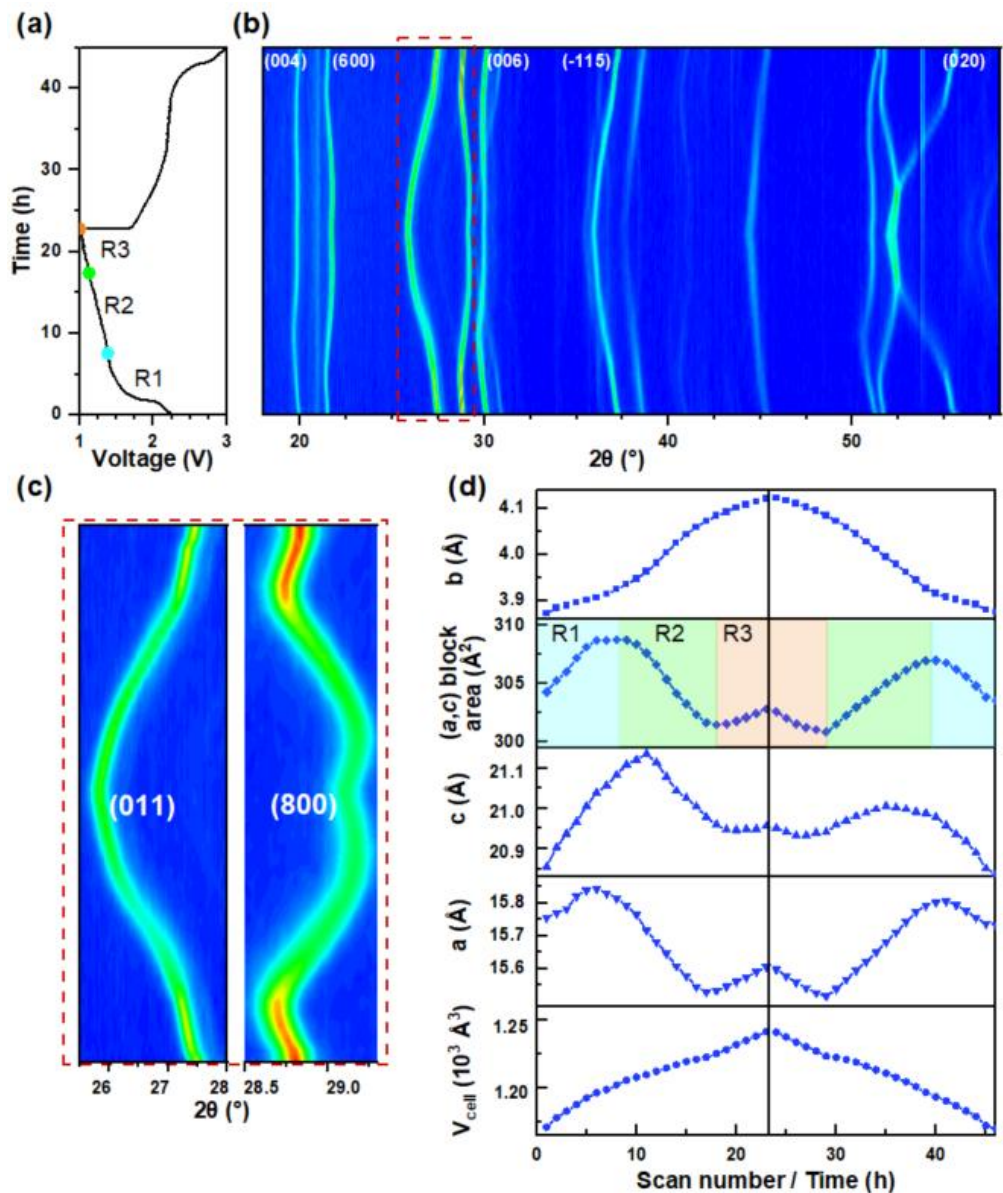 (a)
40
30
20
10
0
Time (h)
R3
R2
R1
1
2
3
Voltage (V)
(b)
(004)
(600)
(006)
(-115)
(020)
20
30
40
50
2θ (°)
(c)
(011)
(800)
26
27
28
28.5
29.0
2θ (°)
(d)
4.1
4.0
3.9
b (Å)
310
305
300
(a,c) block
area (Å²)
R1
R2
R3
21.1
21.0
20.9
c (Å)
15.8
15.7
15.6
a (Å)
1.25
1.20
V_cell (10³ Å³)
0
10
20
30
40
Scan number / Time (h)